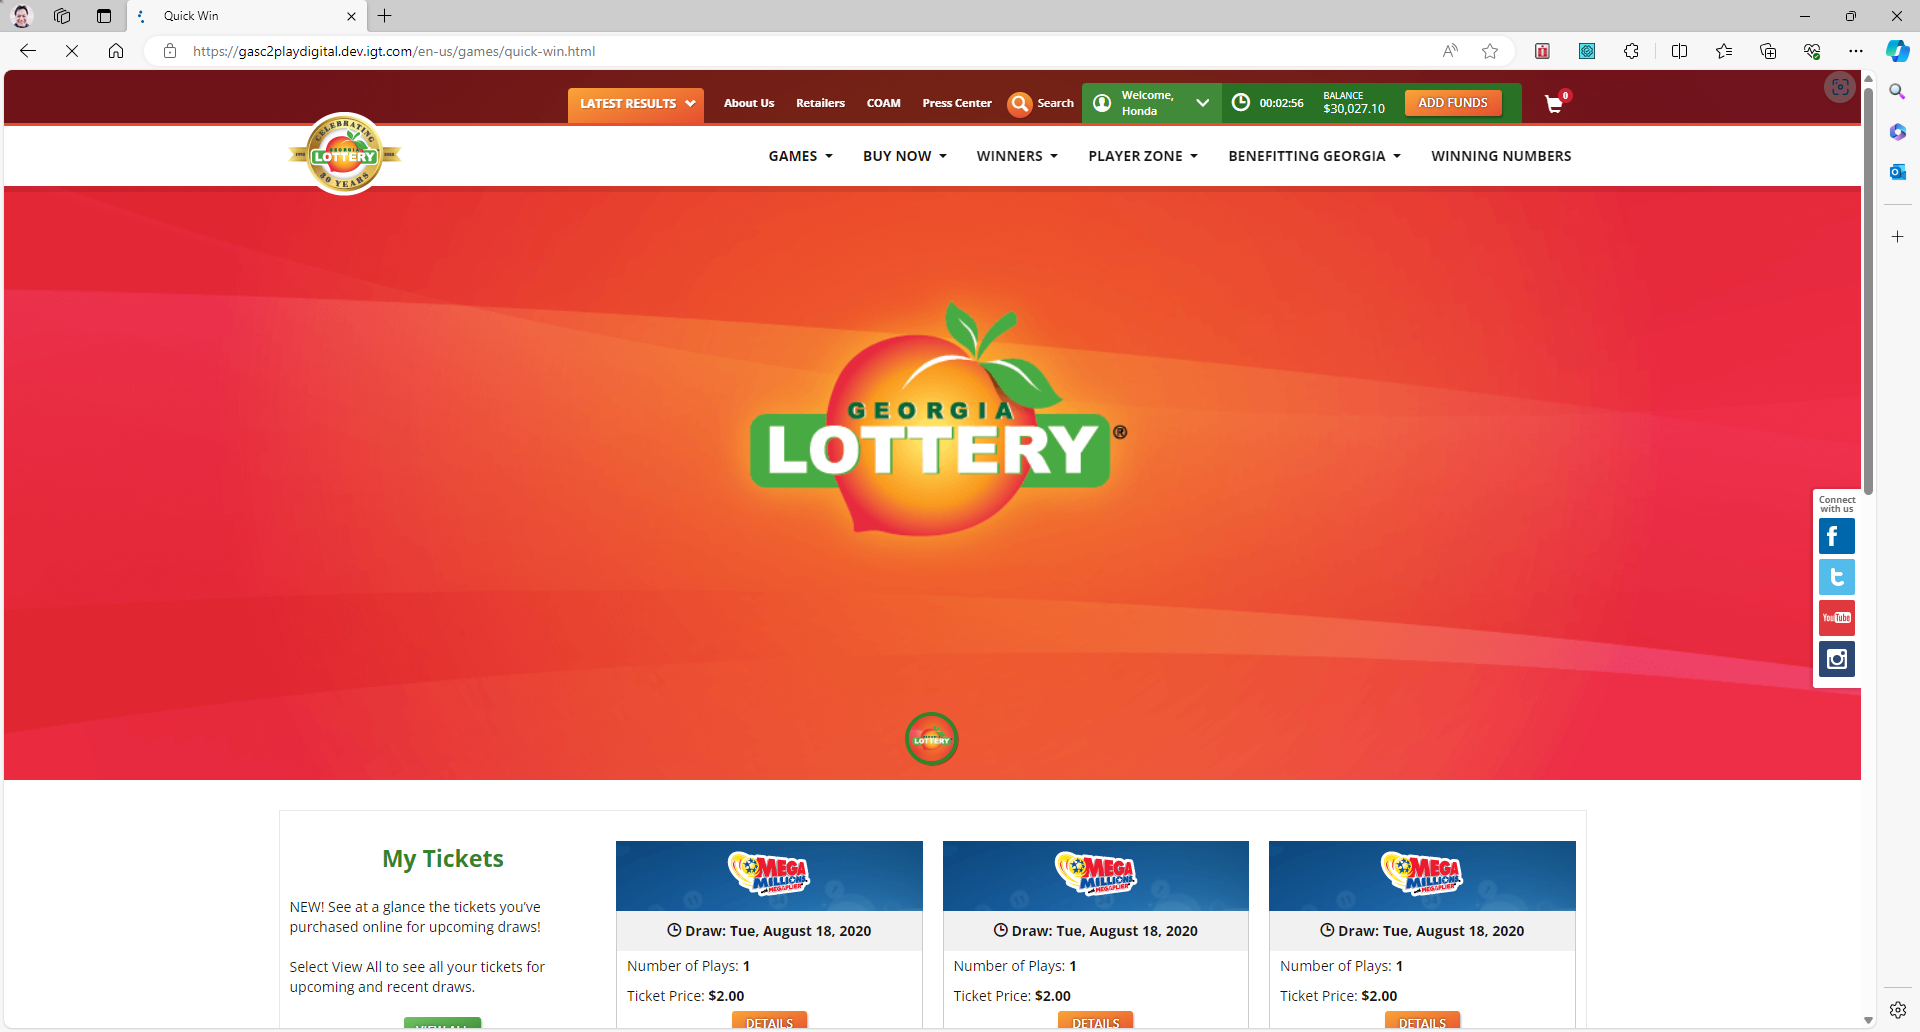 Quick Win
https://gasc2playdigital.dev.igt.com/en-us/games/quick-win.html
LATEST RESULTS
About Us
Retailers
COAM
Press Center
Search
Welcome,
Honda
00:02:56
BALANCE
$30,027.10
ADD FUNDS
0
CELEBRATING
GEORGIA
LOTTERY
30 YEARS
GAMES
BUY NOW
WINNERS
PLAYER ZONE
BENEFITTING GEORGIA
WINNING NUMBERS
GEORGIA
LOTTERY ®
Connect
with us
YouTube
LOTTERY
My Tickets
NEW! See at a glance the tickets you’ve
purchased online for upcoming draws!
Select View All to see all your tickets for
upcoming and recent draws.
VIEW ALL
MEGA
MILLIONS
MEGAPLIER
Draw: Tue, August 18, 2020
Number of Plays: 1
Ticket Price: $2.00
DETAILS
MEGA
MILLIONS
MEGAPLIER
Draw: Tue, August 18, 2020
Number of Plays: 1
Ticket Price: $2.00
DETAILS
MEGA
MILLIONS
MEGAPLIER
Draw: Tue, August 18, 2020
Number of Plays: 1
Ticket Price: $2.00
DETAILS